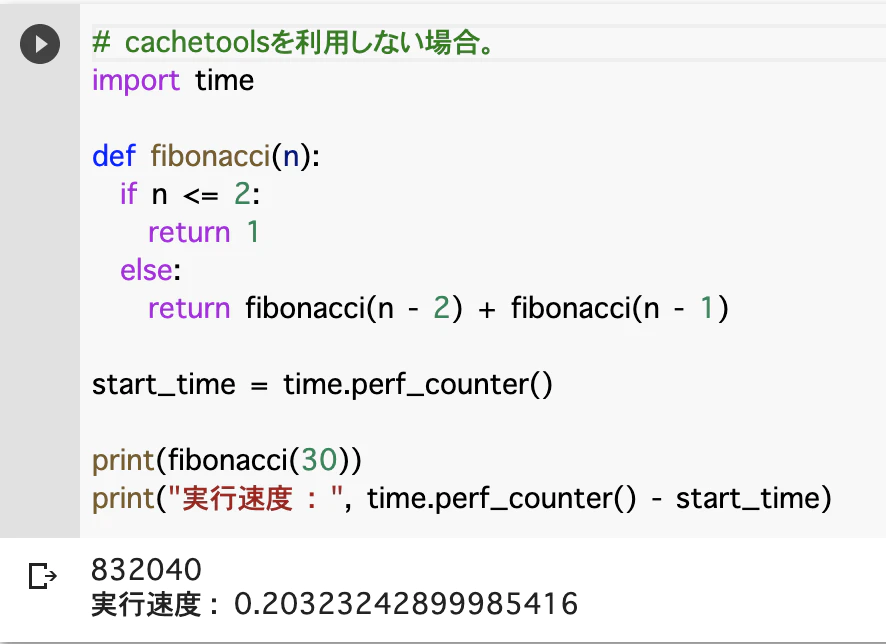 # cachetoolsを利用しない場合。
import time
def fibonacci(n):
if n <= 2:
return 1
else:
return fibonacci(n - 2) + fibonacci(n - 1)
start_time = time.perf_counter()
print(fibonacci(30))
print("実行速度 : ", time.perf_counter() - start_time)
832040
実行速度 : 0.20323242899985416